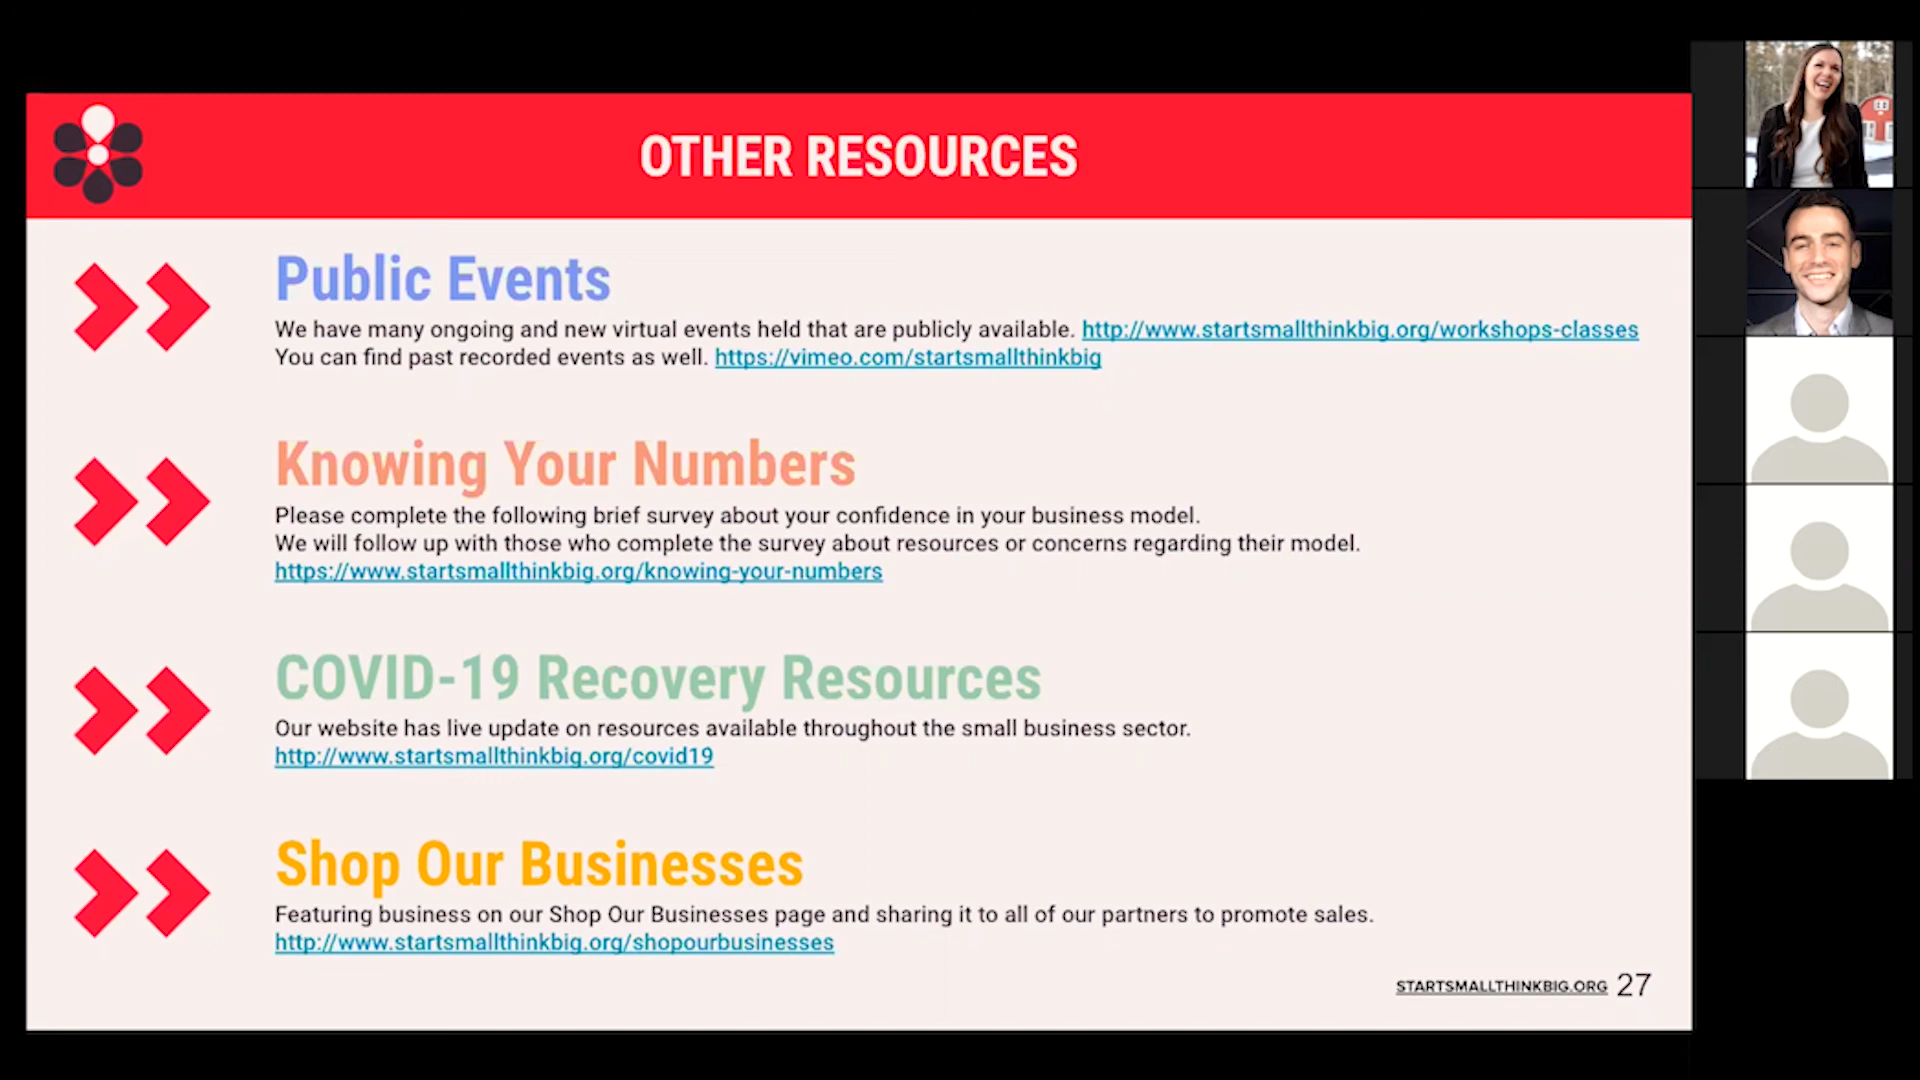 OTHER RESOURCES
Public Events
We have many ongoing and new virtual events held that are publicly available. http://www.startsmallthinkbig.org/workshops-classes
You can find past recorded events as well. https://vimeo.com/startsmallthinkbig
Knowing Your Numbers
Please complete the following brief survey about your confidence in your business model.
We will follow up with those who complete the survey about resources or concerns regarding their model.
https://www.startsmallthinkbig.org/knowing-your-numbers
COVID-19 Recovery Resources
Our website has live update on resources available throughout the small business sector.
http://www.startsmallthinkbig.org/covid19
Shop Our Businesses
Featuring business on our Shop Our Businesses page and sharing it to all of our partners to promote sales.
http://www.startsmallthinkbig.org/shopourbusinesses
STARTSMALLTHINKBIG.ORG 27